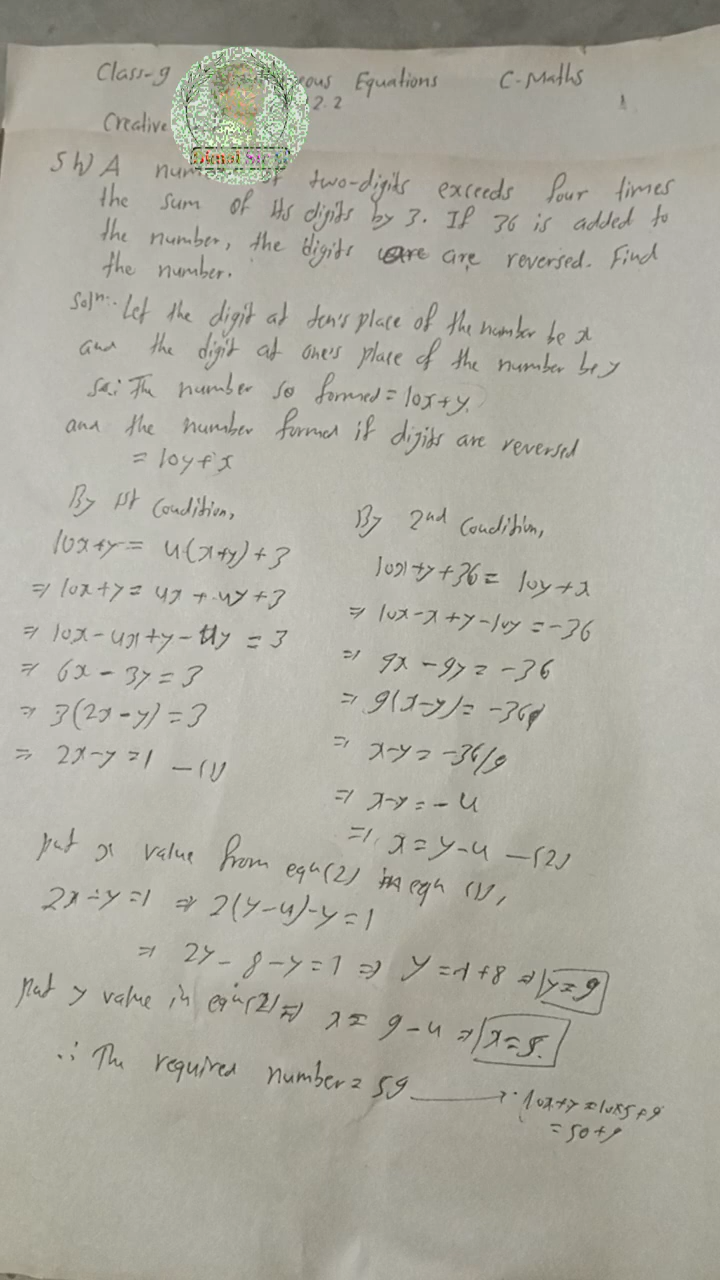 Class-9 Equations C-Maths
2.2
Creative
5 h) A of two-digits exceeds four times
the sum of its digits by 3. If 36 is added to
the number, the digits are are reversed. Find
the number.
Soln:- Let the digit at ten's place of the number be x
and the digit at one's place of the number be y
The number so formed = 10x+y.
and the number formed if digits are reversed
= 10y+x
By 1st Condition,
10x+y = 4(x+y)+3
⇒ 10x+y = 4x+4y+3
⇒ 10x-4x+y-4y = 3
⇒ 6x-3y = 3
⇒ 3(2x-y) = 3
⇒ 2x-y = 1 —(1)
By 2nd Condition,
10x+y+36 = 10y+x
⇒ 10x-x+y-10y = -36
⇒ 9x-9y = -36
⇒ 9(x-y) = -36
⇒ x-y = -36/9
⇒ x-y = -4
⇒ x = y-4 —(2)
put x value from eqn(2) in eqn (1),
2x-y=1 ⇒ 2(y-4)-y=1
⇒ 2y-8-y=1 ⇒ y=1+8 ⇒ y=9
put y value in eqn(2) ⇒ x = 9-4 ⇒ x=5.
∴ The required number = 59 → 10x+y = 10x5+9
= 50+9